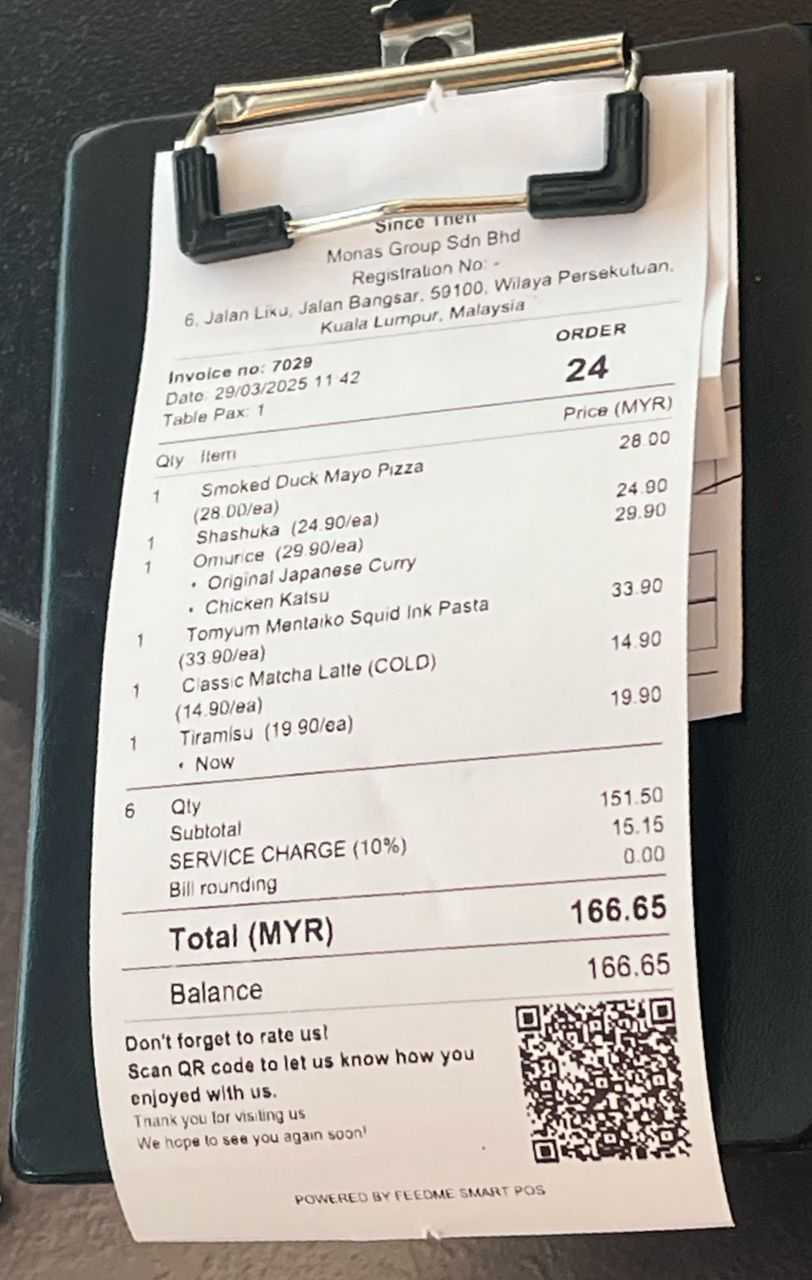 Since Then
Monas Group Sdn Bhd
Registration No: -
6, Jalan Liku, Jalan Bangsar, 59100, Wilaya Persekutuan,
Kuala Lumpur, Malaysia
ORDER
Invoice no: 7029
24
Date: 29/03/2025 11:42
Table Pax: 1
Qty Item Price (MYR)
1 Smoked Duck Mayo Pizza 28.00
(28.00/ea)
1 Shashuka (24.90/ea) 24.90
1 Omurice (29.90/ea) 29.90
• Original Japanese Curry
• Chicken Katsu
1 Tomyum Mentaiko Squid Ink Pasta 33.90
(33.90/ea)
1 Classic Matcha Latte (COLD) 14.90
(14.90/ea)
1 Tiramisu (19.90/ea) 19.90
• Now
6 Qty
Subtotal 151.50
SERVICE CHARGE (10%) 15.15
Bill rounding 0.00
Total (MYR) 166.65
Balance 166.65
Don't forget to rate us!
Scan QR code to let us know how you
enjoyed with us.
Thank you for visiting us
We hope to see you again soon!
POWERED BY FEEDME SMART POS